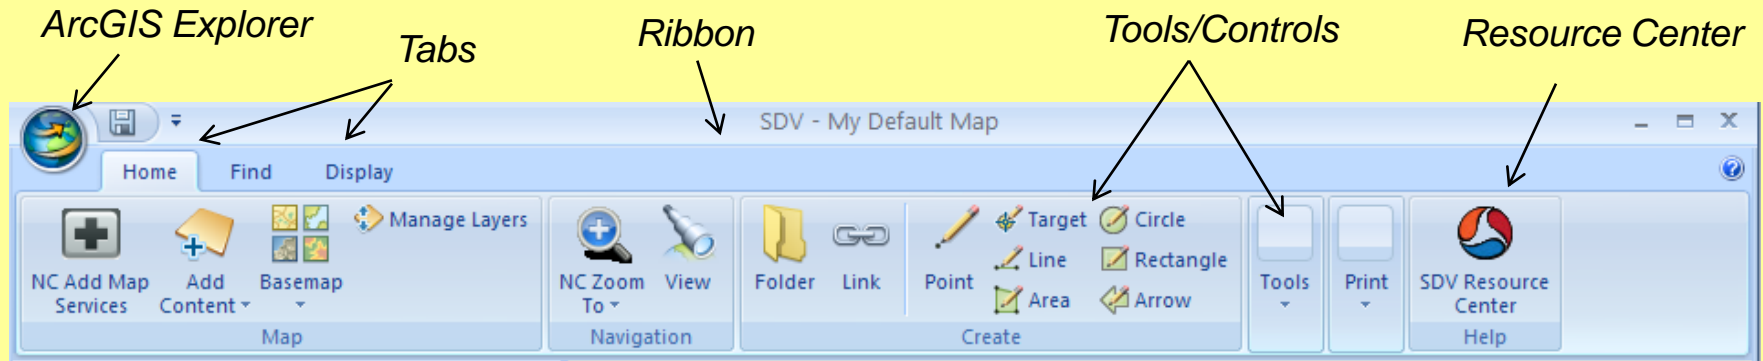 ArcGIS Explorer
Tabs
Ribbon
Tools/Controls
Resource Center
SDV - My Default Map
Home Find Display
NC Add Map
Services
Add
Content
Basemap
Manage Layers
Map
NC Zoom
To
View
Navigation
Folder
Link
Point
Target
Line
Area
Circle
Rectangle
Arrow
Create
Tools
Print
SDV Resource
Center
Help